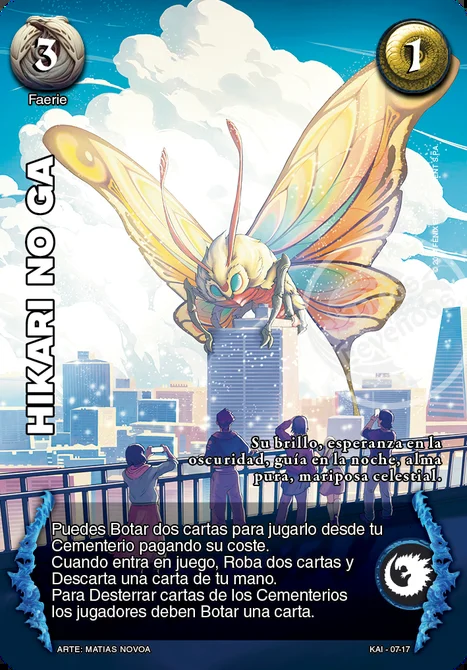 3
1
Faerie
HIKARI NO GA
Su brillo, esperanza en la
oscuridad, guía en la noche, alma
pura, mariposa celestial.
Puedes Botar dos cartas para jugarlo desde tu
Cementerio pagando su coste.
Cuando entra en juego, Roba dos cartas y
Descarta una carta de tu mano.
Para Desterrar cartas de los Cementerios
los jugadores deben Botar una carta.
ARTE: MATIAS NOVOA
KAI - 07-17